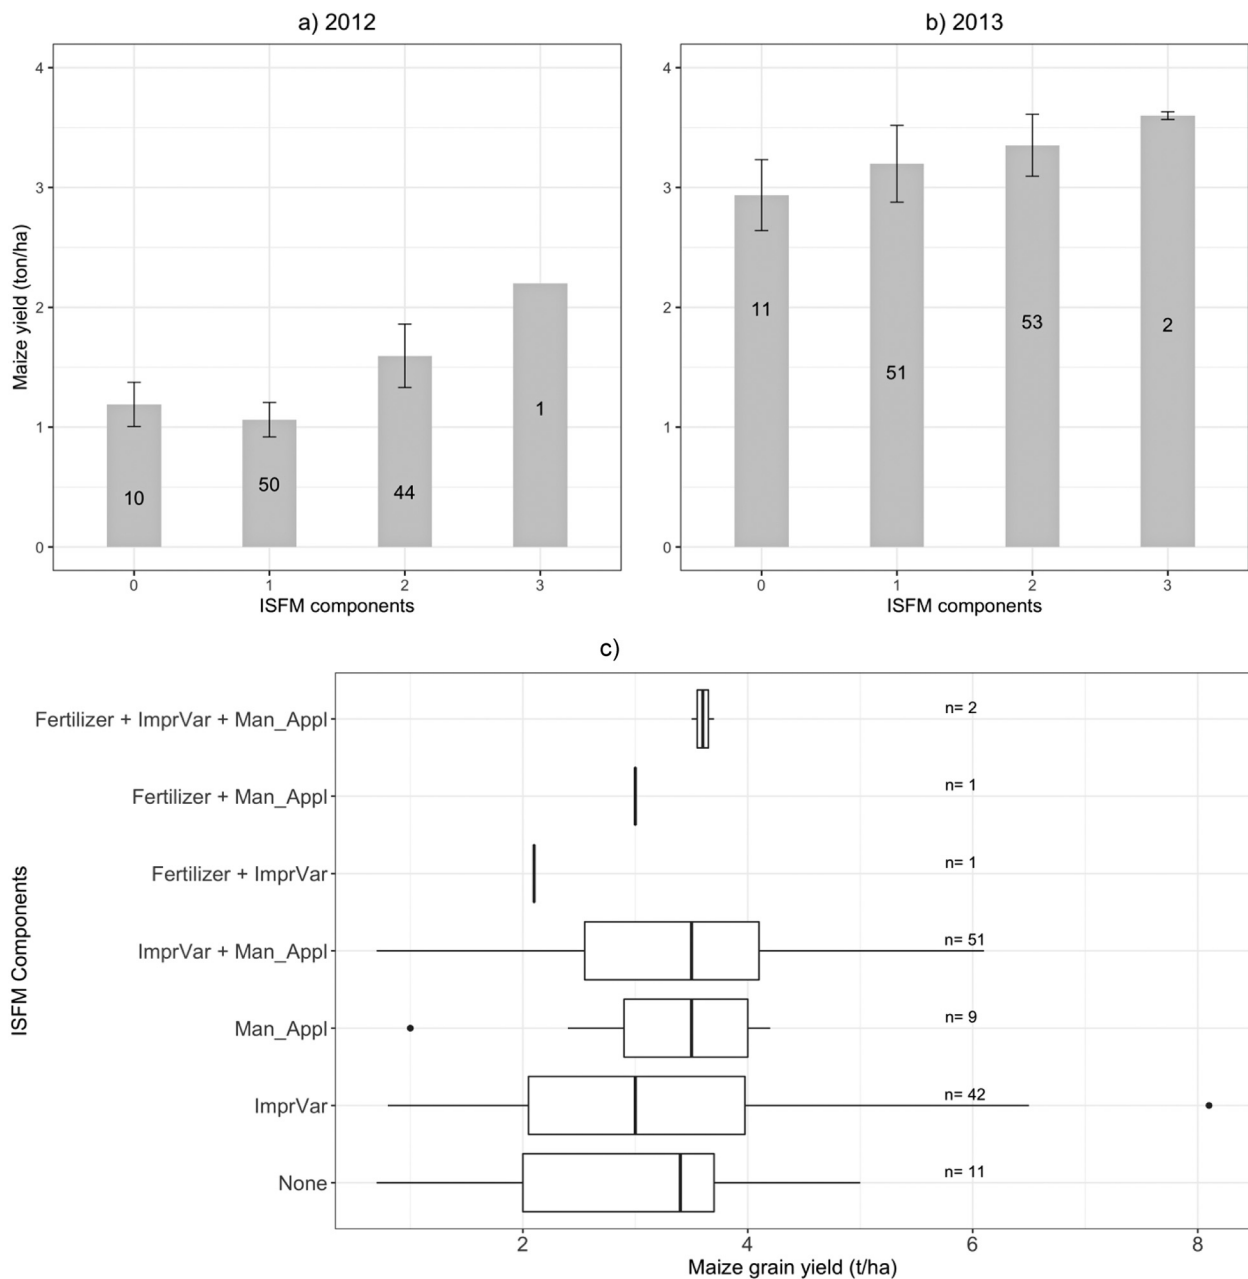 a) 2012
b) 2013
Maize yield (ton/ha)
4
3
2
1
0
10
50
44
1
0
1
2
3
ISFM components
4
3
2
1
0
11
51
53
2
0
1
2
3
ISFM components
c)
ISFM Components
Fertilizer + ImprVar + Man_Appl
n= 2
Fertilizer + Man_Appl
n= 1
Fertilizer + ImprVar
n= 1
ImprVar + Man_Appl
n= 51
Man_Appl
n= 9
ImprVar
n= 42
None
n= 11
2
4
6
8
Maize grain yield (t/ha)